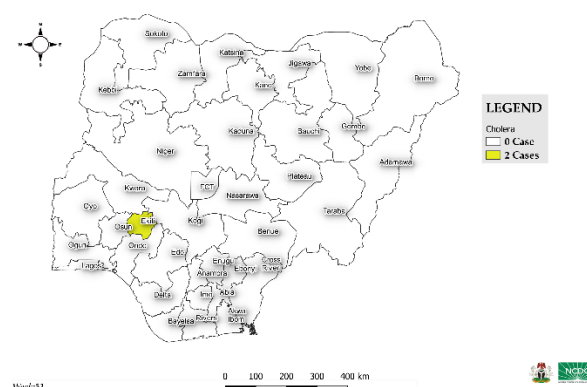 N
W E
S
Sokoto
Katsina
Jigawa
Yobe
Borno
Zamfara
Kano
Kebbi
Kaduna
Bauchi
Gombe
Niger
Adamawa
Plateau
FCT
Kwara
Nasarawa
Taraba
Oyo
Ekiti
Kogi
Osun
Benue
Ogun
Ondo
Edo
Lagos
Enugu
Anambra
Ebony
Cross
River
Delta
Imo
Abia
Akwa
Ibom
Bayelsa
Rivers
LEGEND
Cholera
0 Case
2 Cases
0 100 200 300 400 km
NCDC